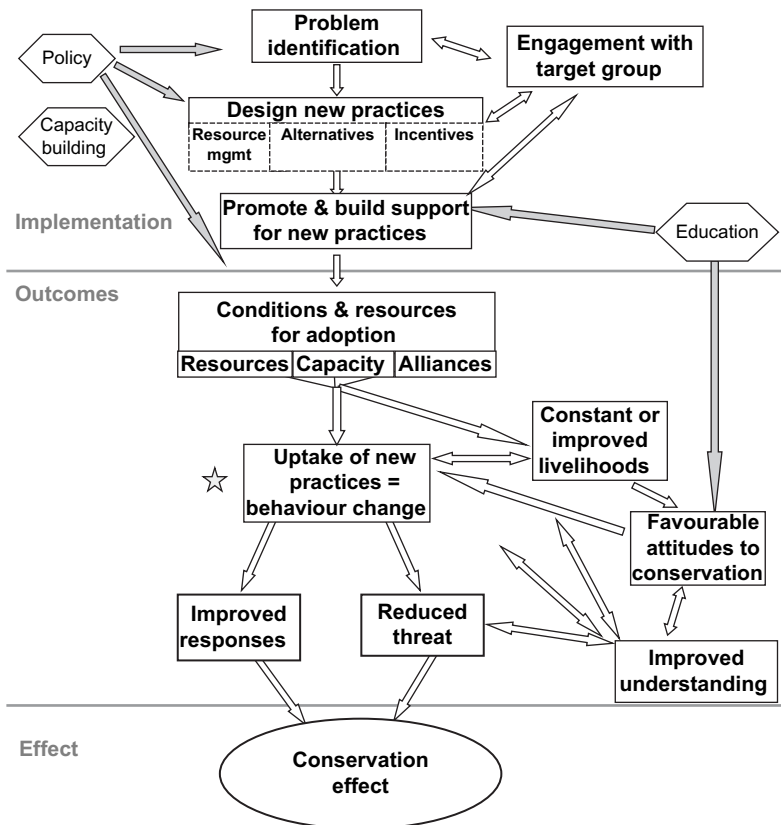 Problem
identification
Policy
Engagement with
target group
Design new practices
Resource
mgmt
Alternatives
Incentives
Capacity
building
Promote & build support
for new practices
Implementation
Education
Outcomes
Conditions & resources
for adoption
Resources
Capacity
Alliances
Constant or
improved
livelihoods
Uptake of new
practices =
behaviour change
Favourable
attitudes to
conservation
Improved
responses
Reduced
threat
Improved
understanding
Effect
Conservation
effect